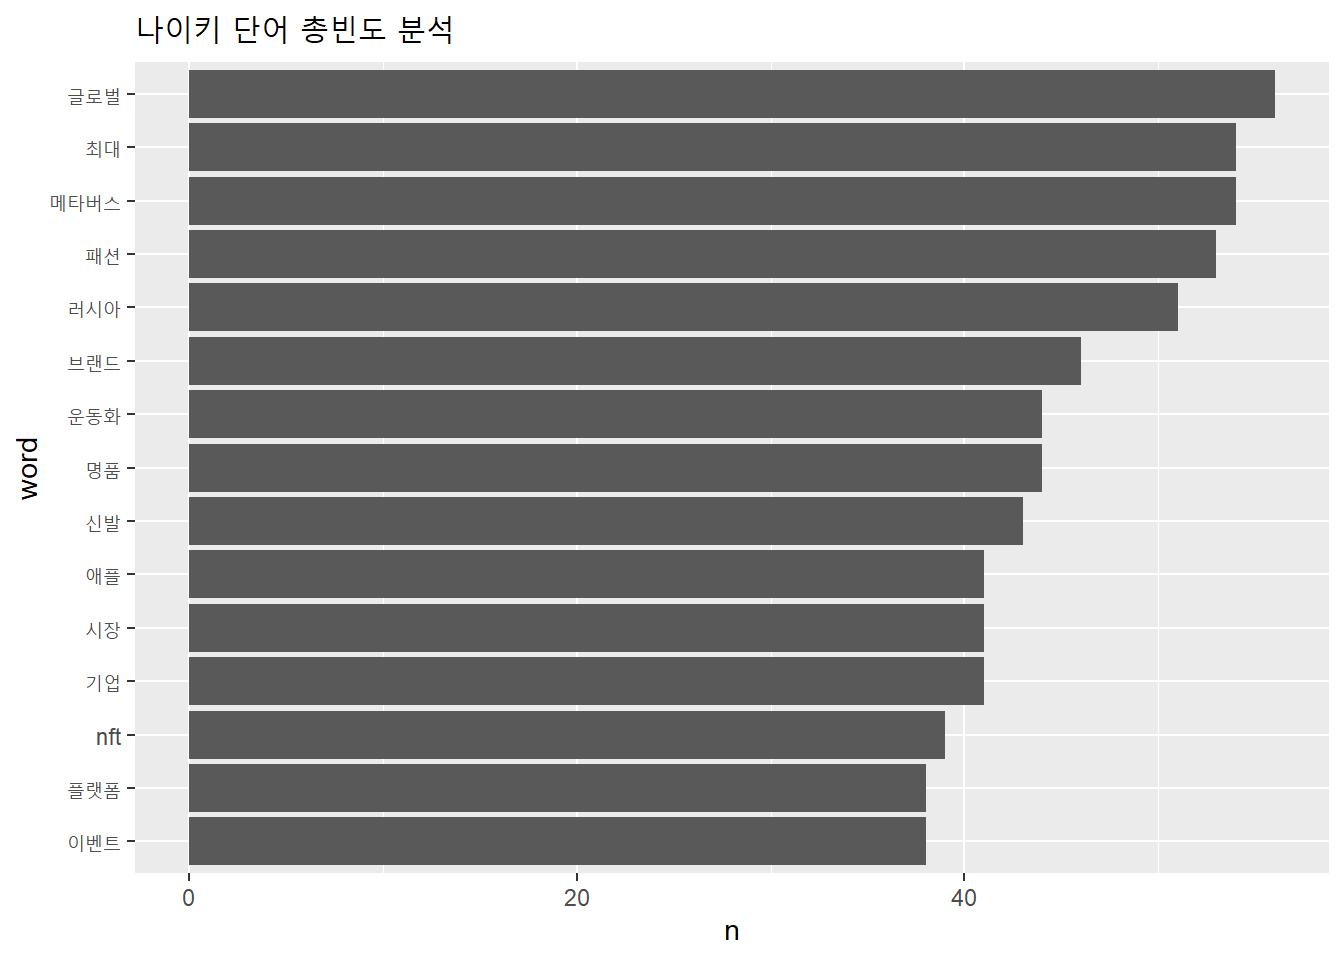 나이키 단어 총빈도 분석
글로벌
최대
메타버스
패션
러시아
브랜드
운동화
명품
신발
애플
시장
기업
nft
플랫폼
이벤트
word
0 20 40
n